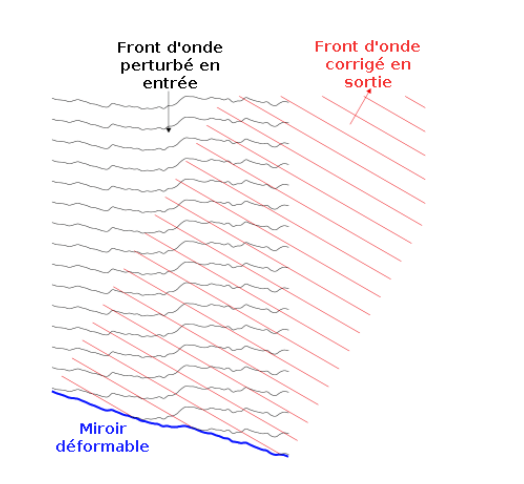 Front d'onde
perturbé en
entrée
Front d'onde
corrigé en
sortie
Miroir
déformable